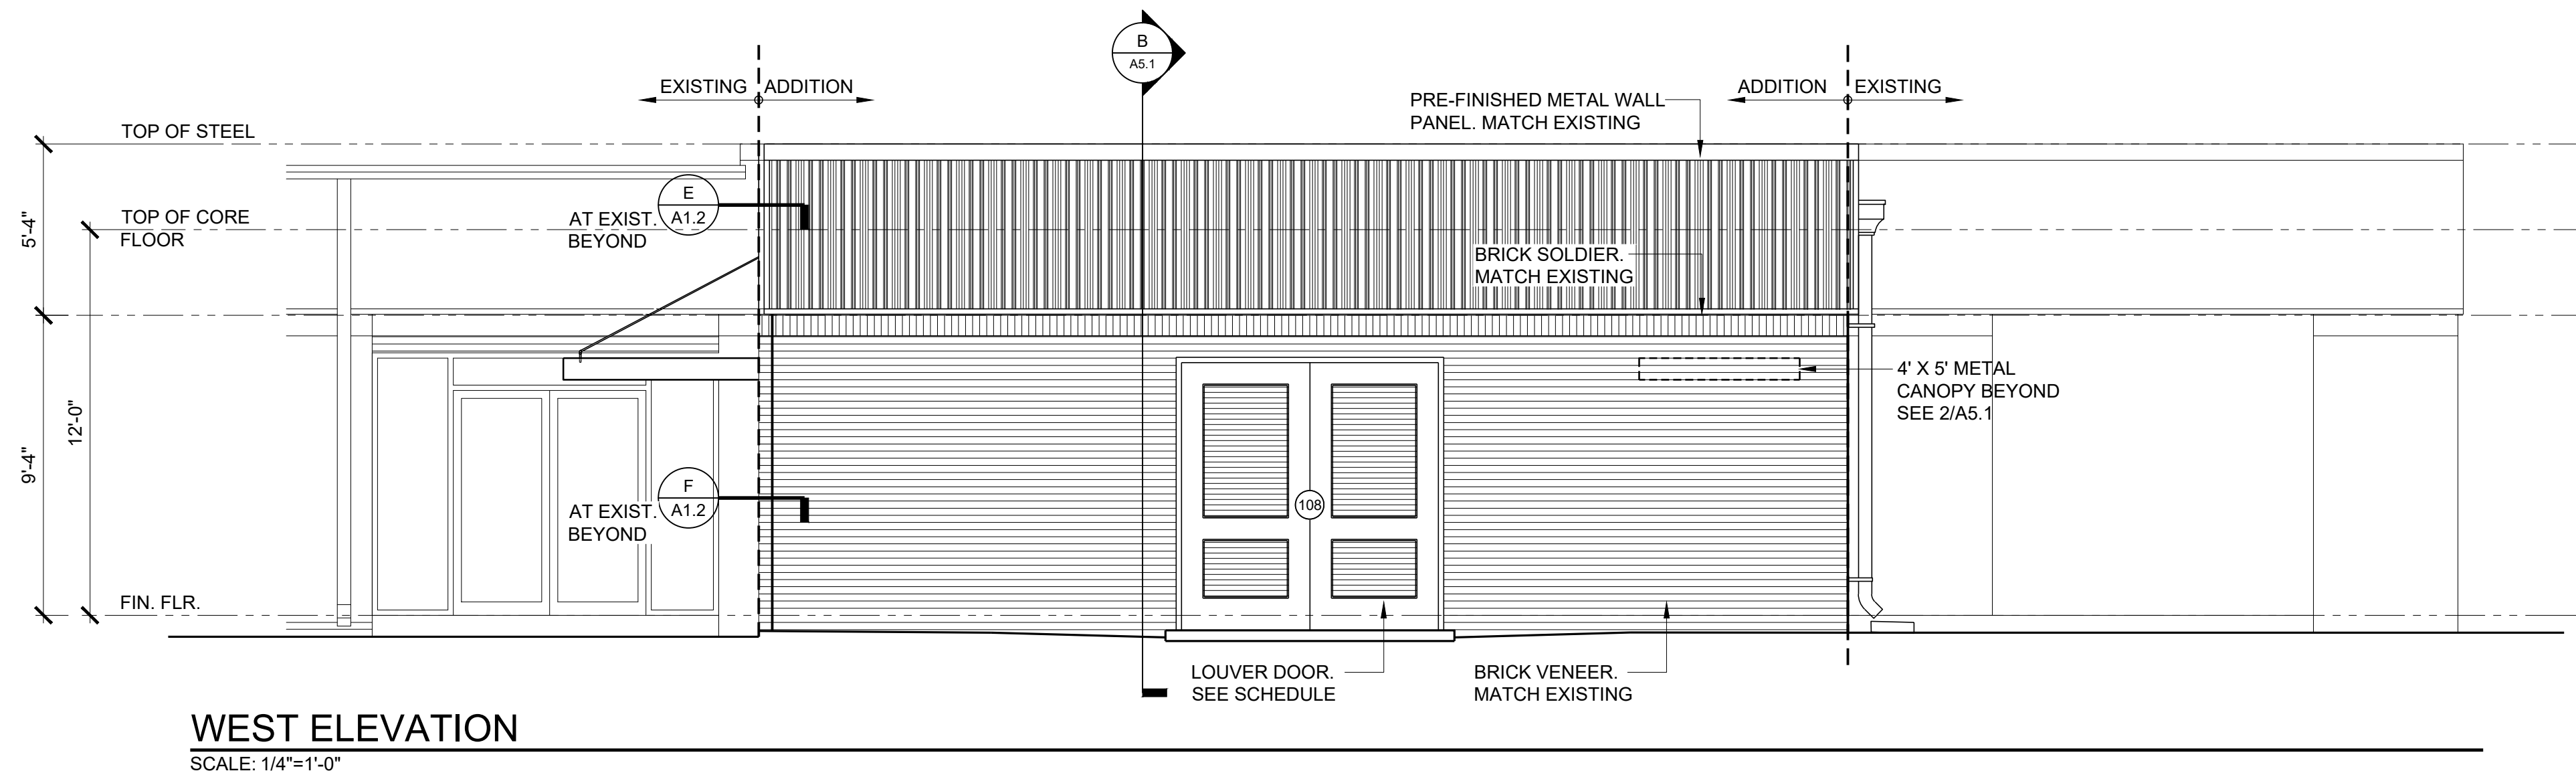 B
A5.1
EXISTING
ADDITION
ADDITION
EXISTING
PRE-FINISHED METAL WALL
PANEL. MATCH EXISTING
TOP OF STEEL
E
A1.2
AT EXIST.
BEYOND
TOP OF CORE
FLOOR
5'-4"
BRICK SOLDIER.
MATCH EXISTING
4' X 5' METAL
CANOPY BEYOND
SEE 2/A5.1
12'-0"
9'-4"
F
A1.2
AT EXIST.
BEYOND
108
FIN. FLR.
LOUVER DOOR.
SEE SCHEDULE
BRICK VENEER.
MATCH EXISTING
WEST ELEVATION
SCALE: 1/4"=1'-0"